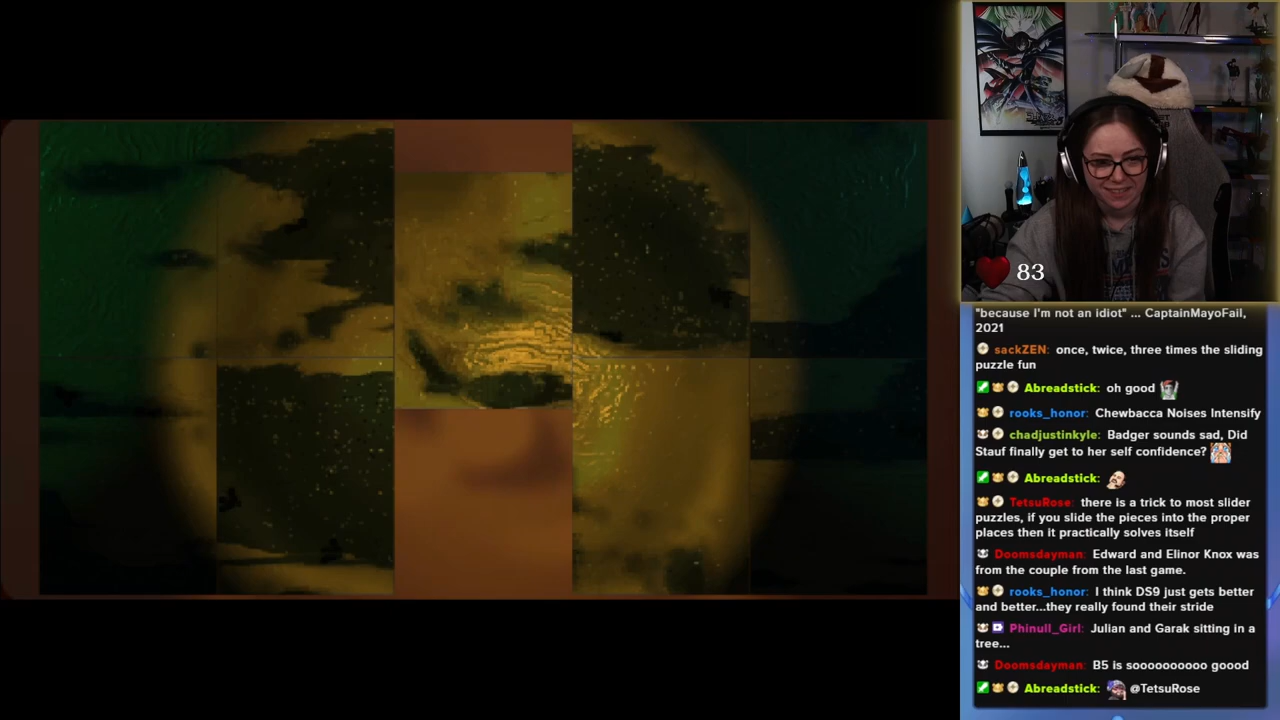 83
"because I'm not an idiot" ... CaptainMayoFail,
2021
sackZEN: once, twice, three times the sliding
puzzle fun
Abreadstick: oh good
rooks_honor: Chewbacca Noises Intensify
chadjustinkyle: Badger sounds sad, Did
Stauf finally get to her self confidence?
Abreadstick:
TetsuRose: there is a trick to most slider
puzzles, if you slide the pieces into the proper
places then it practically solves itself
Doomsdayman: Edward and Elinor Knox was
from the couple from the last game.
rooks_honor: I think DS9 just gets better
and better...they really found their stride
Phinull_Girl: Julian and Garak sitting in a
tree...
Doomsdayman: B5 is soooooooooo goood
Abreadstick: @TetsuRose